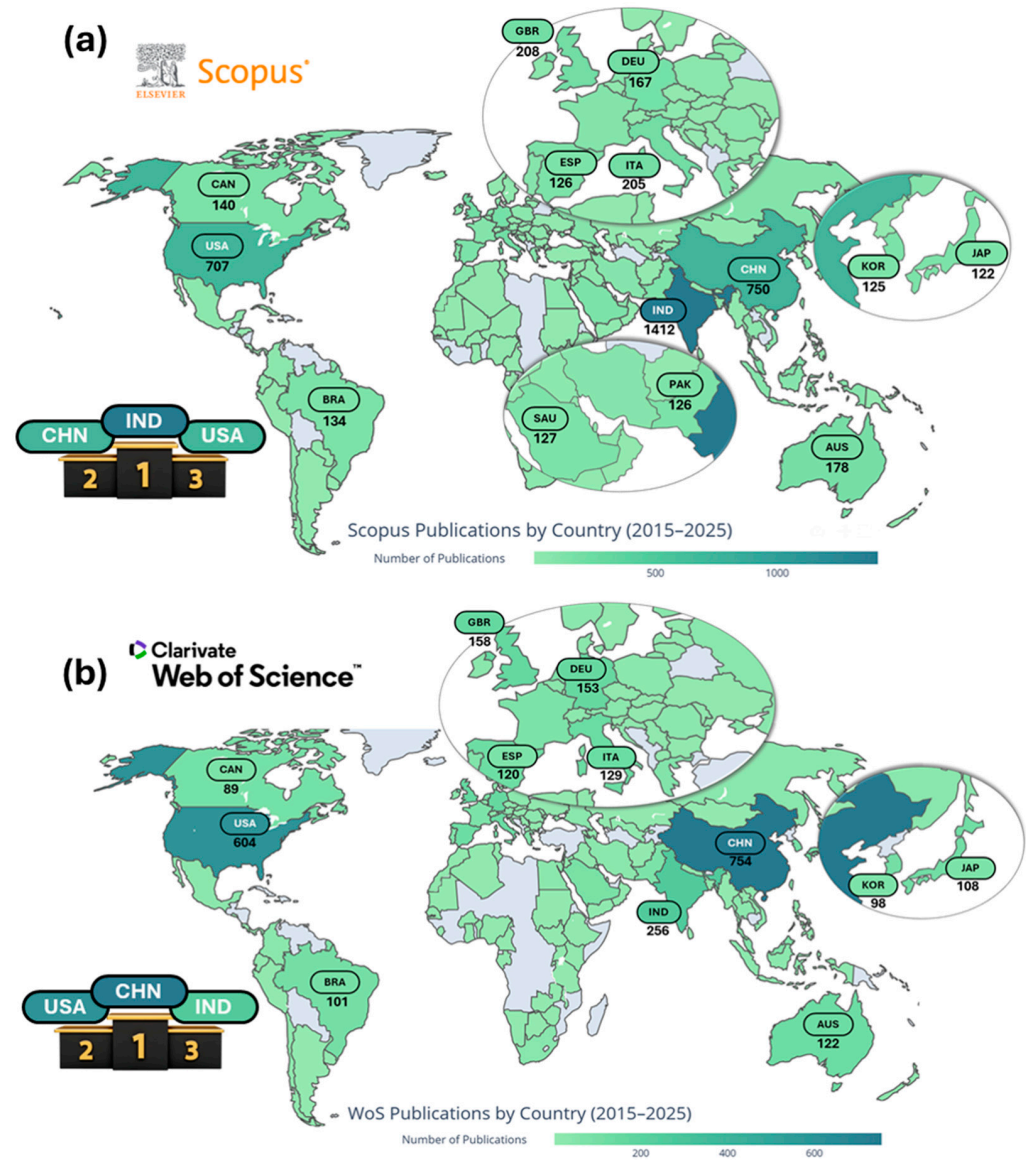 (a)
ELSEVIER
Scopus®
GBR
208
DEU
167
ESP
126
ITA
205
CAN
140
USA
707
CHN
750
KOR
125
JAP
122
IND
1412
PAK
126
SAU
127
BRA
134
AUS
178
CHN
IND
USA
2
1
3
Scopus Publications by Country (2015–2025)
Number of Publications
500
1000
(b)
Clarivate
Web of Science™
GBR
158
DEU
153
ESP
120
ITA
129
CAN
89
USA
604
CHN
754
KOR
98
JAP
108
IND
256
BRA
101
AUS
122
USA
CHN
IND
2
1
3
WoS Publications by Country (2015–2025)
Number of Publications
200
400
600